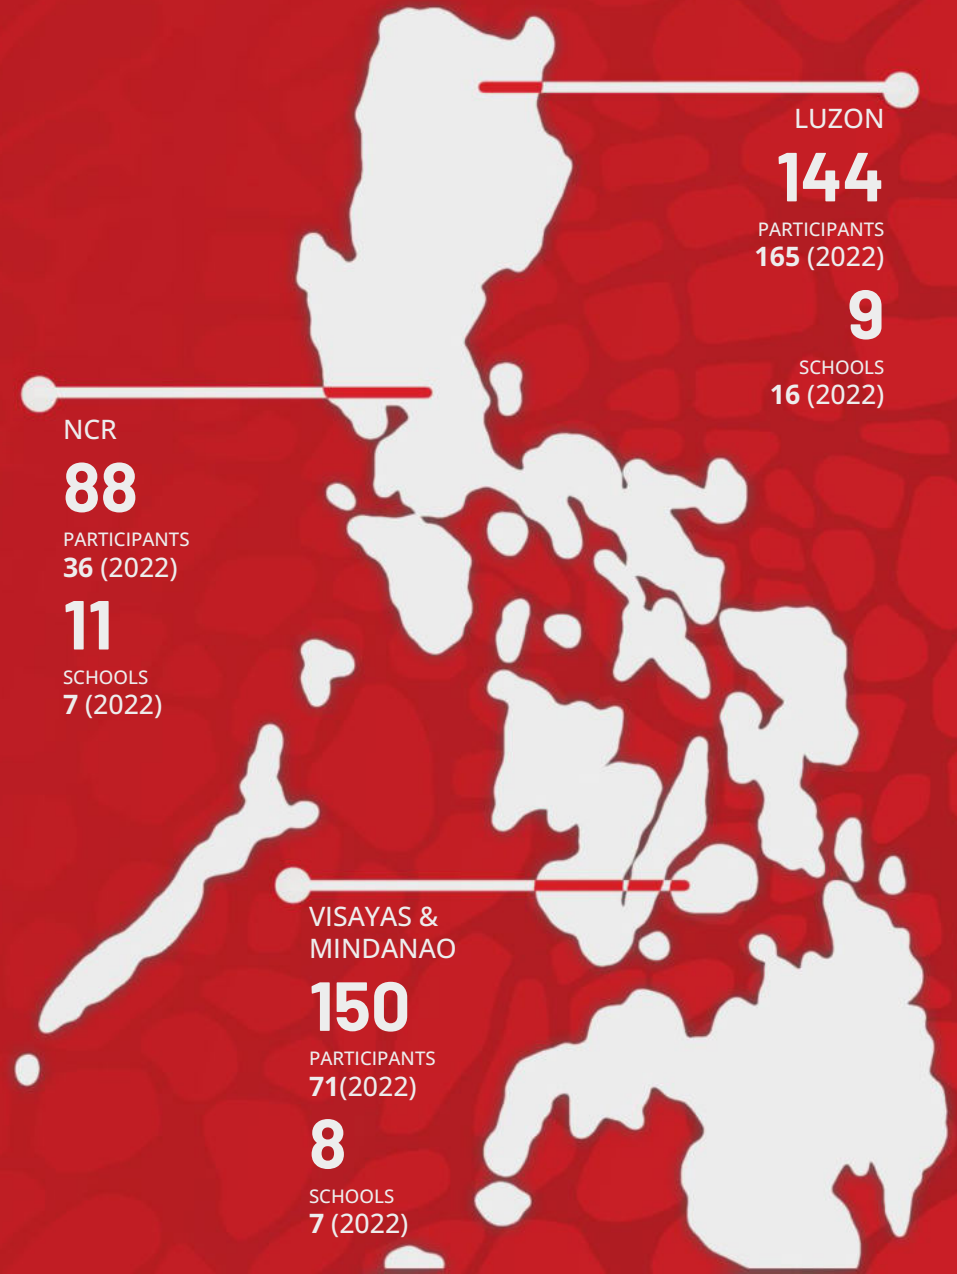 LUZON
144
PARTICIPANTS
165 (2022)
9
SCHOOLS
16 (2022)
NCR
88
PARTICIPANTS
36 (2022)
11
SCHOOLS
7 (2022)
VISAYAS &
MINDANAO
150
PARTICIPANTS
71(2022)
8
SCHOOLS
7 (2022)